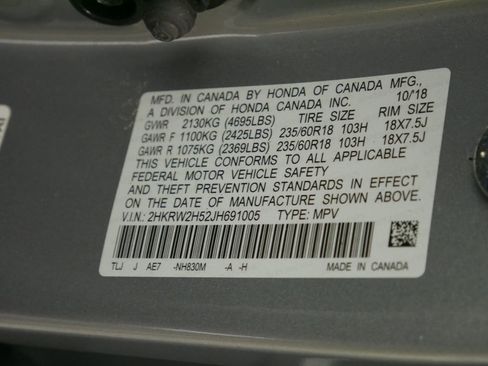 MFD. IN CANADA BY HONDA OF CANADA MFG.,
A DIVISION OF HONDA CANADA INC. 10/'18
GVWR 2130KG (4695LBS) TIRE SIZE RIM SIZE
GAWR F 1100KG (2425LBS) 235/60R18 103H 18X7.5J
GAWR R 1075KG (2369LBS) 235/60R18 103H 18X7.5J
THIS VEHICLE CONFORMS TO ALL APPLICABLE
FEDERAL MOTOR VEHICLE SAFETY
AND THEFT PREVENTION STANDARDS IN EFFECT
ON THE DATE OF MANUFACTURE SHOWN ABOVE.
V.I.N.: 2HKRW2H52JH691005 TYPE: MPV
TLJ J AE7 -NH830M -A -H MADE IN CANADA